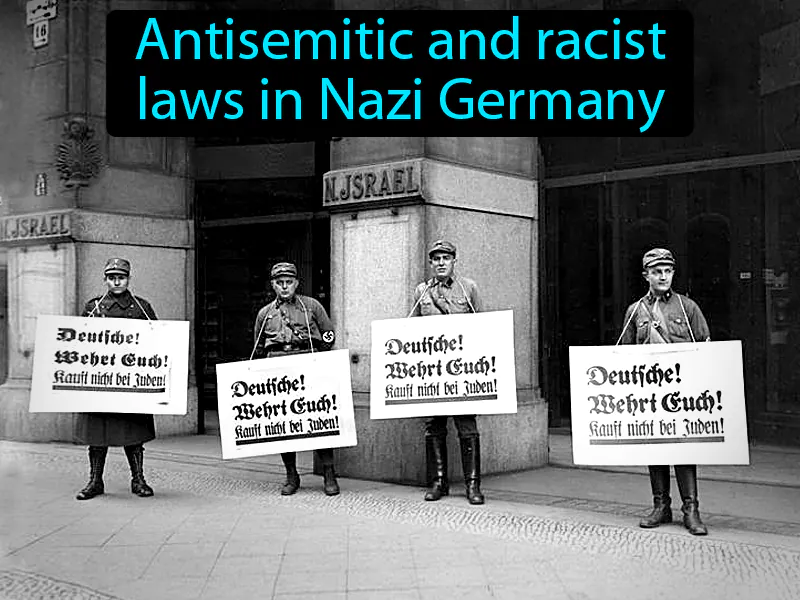 Antisemitic and racist
laws in Nazi Germany
16
N. JSRAEL
JSRAEL
Deutsche!
Wehrt Euch!
Kauft nicht bei Juden!
Deutsche!
Wehrt Euch!
Kauft nicht bei Juden!
Deutsche!
Wehrt Euch!
Kauft nicht bei Juden!
Deutsche!
Wehrt Euch!
Kauft nicht bei Juden!